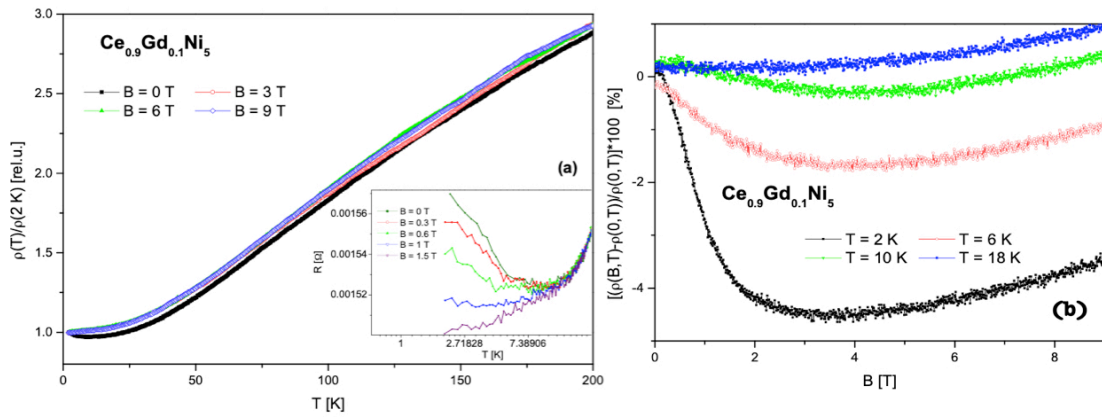 3.0
2.5
2.0
1.5
1.0
ρ(T)/ρ(2 K) [rel.u.]
Ce0.9Gd0.1Ni5
B = 0 T B = 3 T
B = 6 T B = 9 T
(a)
0.00156
0.00154
0.00152
R [Ω]
B = 0 T
B = 0.3 T
B = 0.6 T
B = 1 T
B = 1.5 T
1 2.71828 7.38906
T [K]
0 50 100 150 200
T [K]
0
-2
-4
[(ρ(B,T)-ρ(0,T))/ρ(0,T)]*100 [%]
Ce0.9Gd0.1Ni5
T = 2 K T = 6 K
T = 10 K T = 18 K
(b)
0 2 4 6 8
B [T]